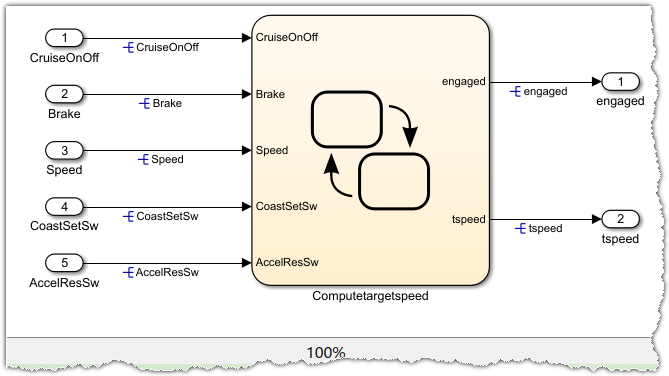 1 CruiseOnOff CruiseOnOff
CruiseOnOff
2 Brake Brake
Brake
3 Speed Speed
Speed
4 CoastSetSw CoastSetSw
CoastSetSw
5 AccelResSw AccelResSw
AccelResSw
engaged engaged 1
engaged
tspeed tspeed 2
tspeed
Computetargetspeed
100%